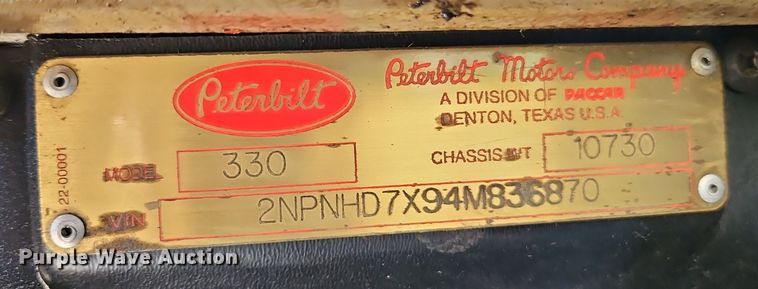 Peterbilt
Peterbilt Motors Company
A DIVISION OF PACCAR
DENTON, TEXAS U.S.A.
MODEL 330
CHASSIS WT 10730
VIN 2NPNHD7X94M836870
22-00001
Purple Wave Auction